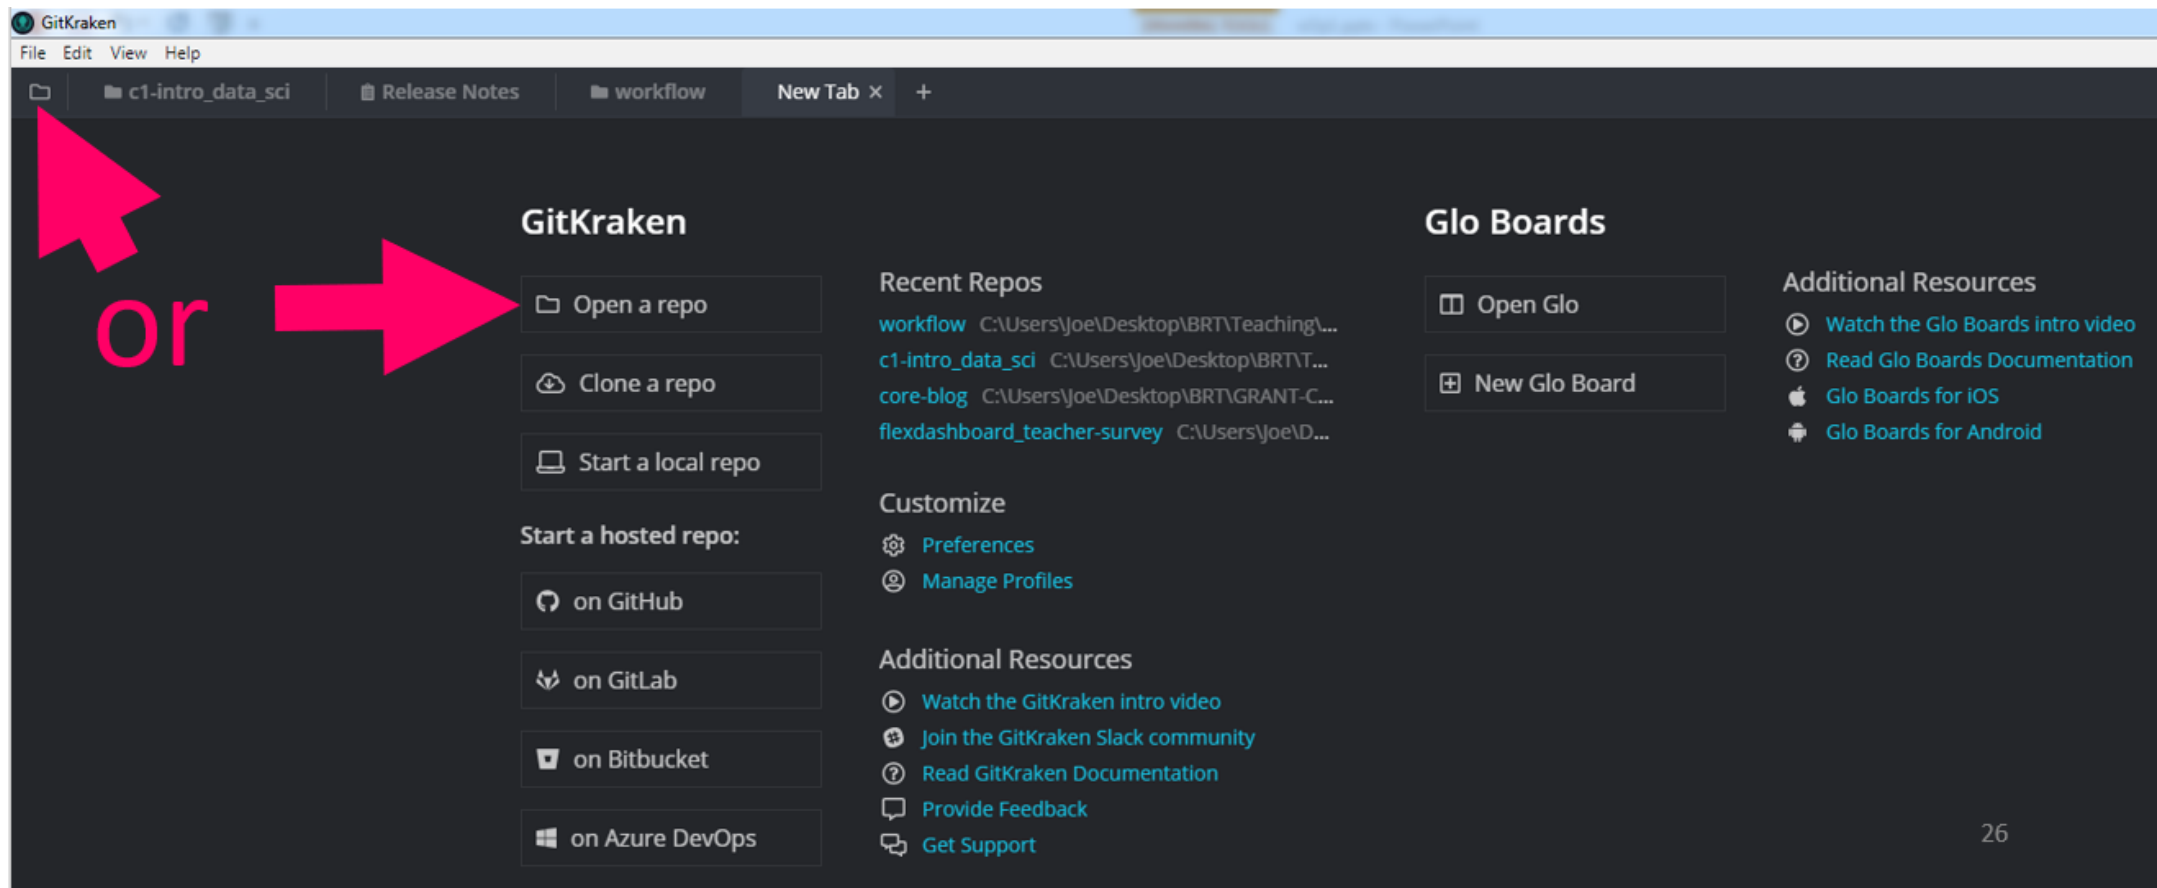 GitKraken
File Edit View Help
c1-intro_data_sci Release Notes workflow New Tab × +
or
GitKraken
Open a repo
Clone a repo
Start a local repo
Start a hosted repo:
on GitHub
on GitLab
on Bitbucket
on Azure DevOps
Recent Repos
workflow C:\Users\Joe\Desktop\BRT\Teaching\...
c1-intro_data_sci C:\Users\Joe\Desktop\BRT\T...
core-blog C:\Users\Joe\Desktop\BRT\GRANT-C...
flexdashboard_teacher-survey C:\Users\Joe\D...
Customize
Preferences
Manage Profiles
Additional Resources
Watch the GitKraken intro video
Join the GitKraken Slack community
Read GitKraken Documentation
Provide Feedback
Get Support
Glo Boards
Open Glo
New Glo Board
Additional Resources
Watch the Glo Boards intro video
Read Glo Boards Documentation
Glo Boards for iOS
Glo Boards for Android
26